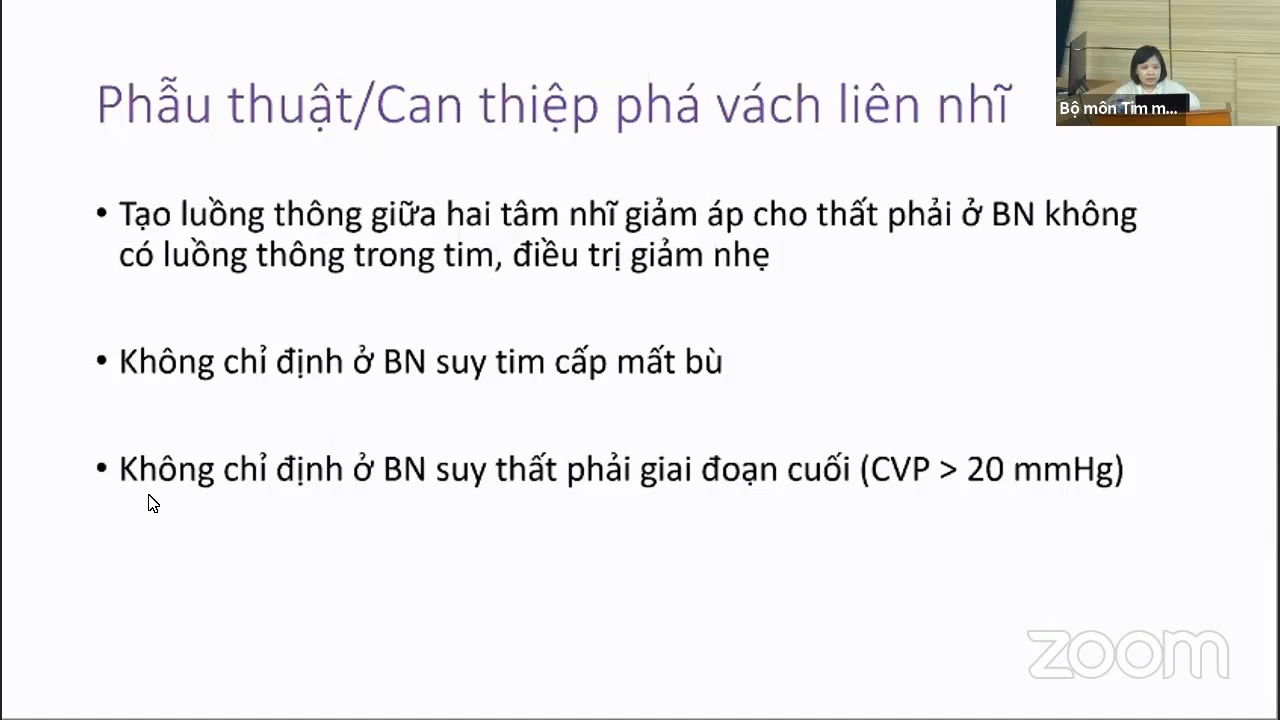 Phẫu thuật/Can thiệp phá vách liên nhĩ
Bộ môn Tim m...
• Tạo luồng thông giữa hai tâm nhĩ giảm áp cho thất phải ở BN không
có luồng thông trong tim, điều trị giảm nhẹ
• Không chỉ định ở BN suy tim cấp mất bù
• Không chỉ định ở BN suy thất phải giai đoạn cuối (CVP > 20 mmHg)
zoom